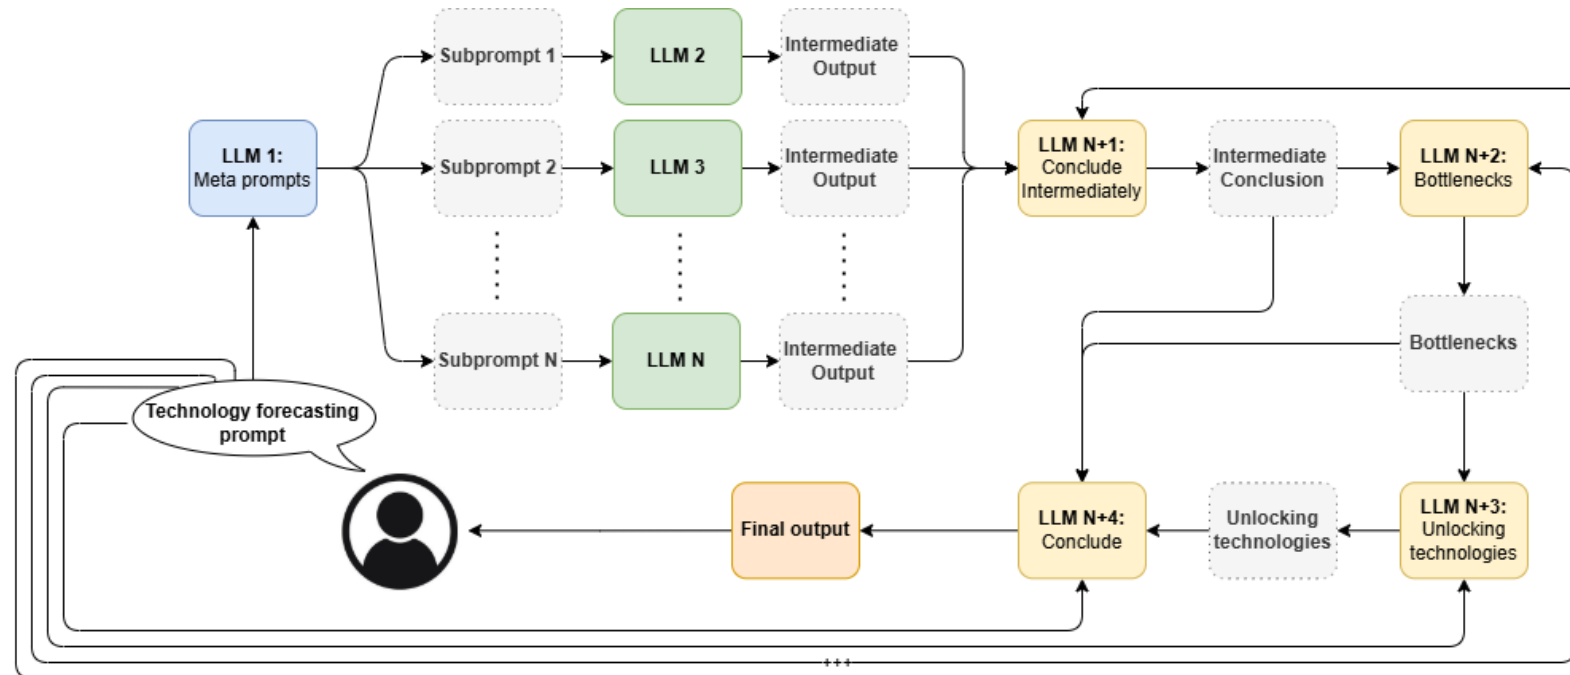 Subprompt 1
LLM 2
Intermediate
Output
LLM 1:
Meta prompts
Subprompt 2
LLM 3
Intermediate
Output
LLM N+1:
Conclude
Intermediately
Intermediate
Conclusion
LLM N+2:
Bottlenecks
Subprompt N
LLM N
Intermediate
Output
Bottlenecks
Technology forecasting
prompt
Final output
LLM N+4:
Conclude
Unlocking
technologies
LLM N+3:
Unlocking
technologies
+++